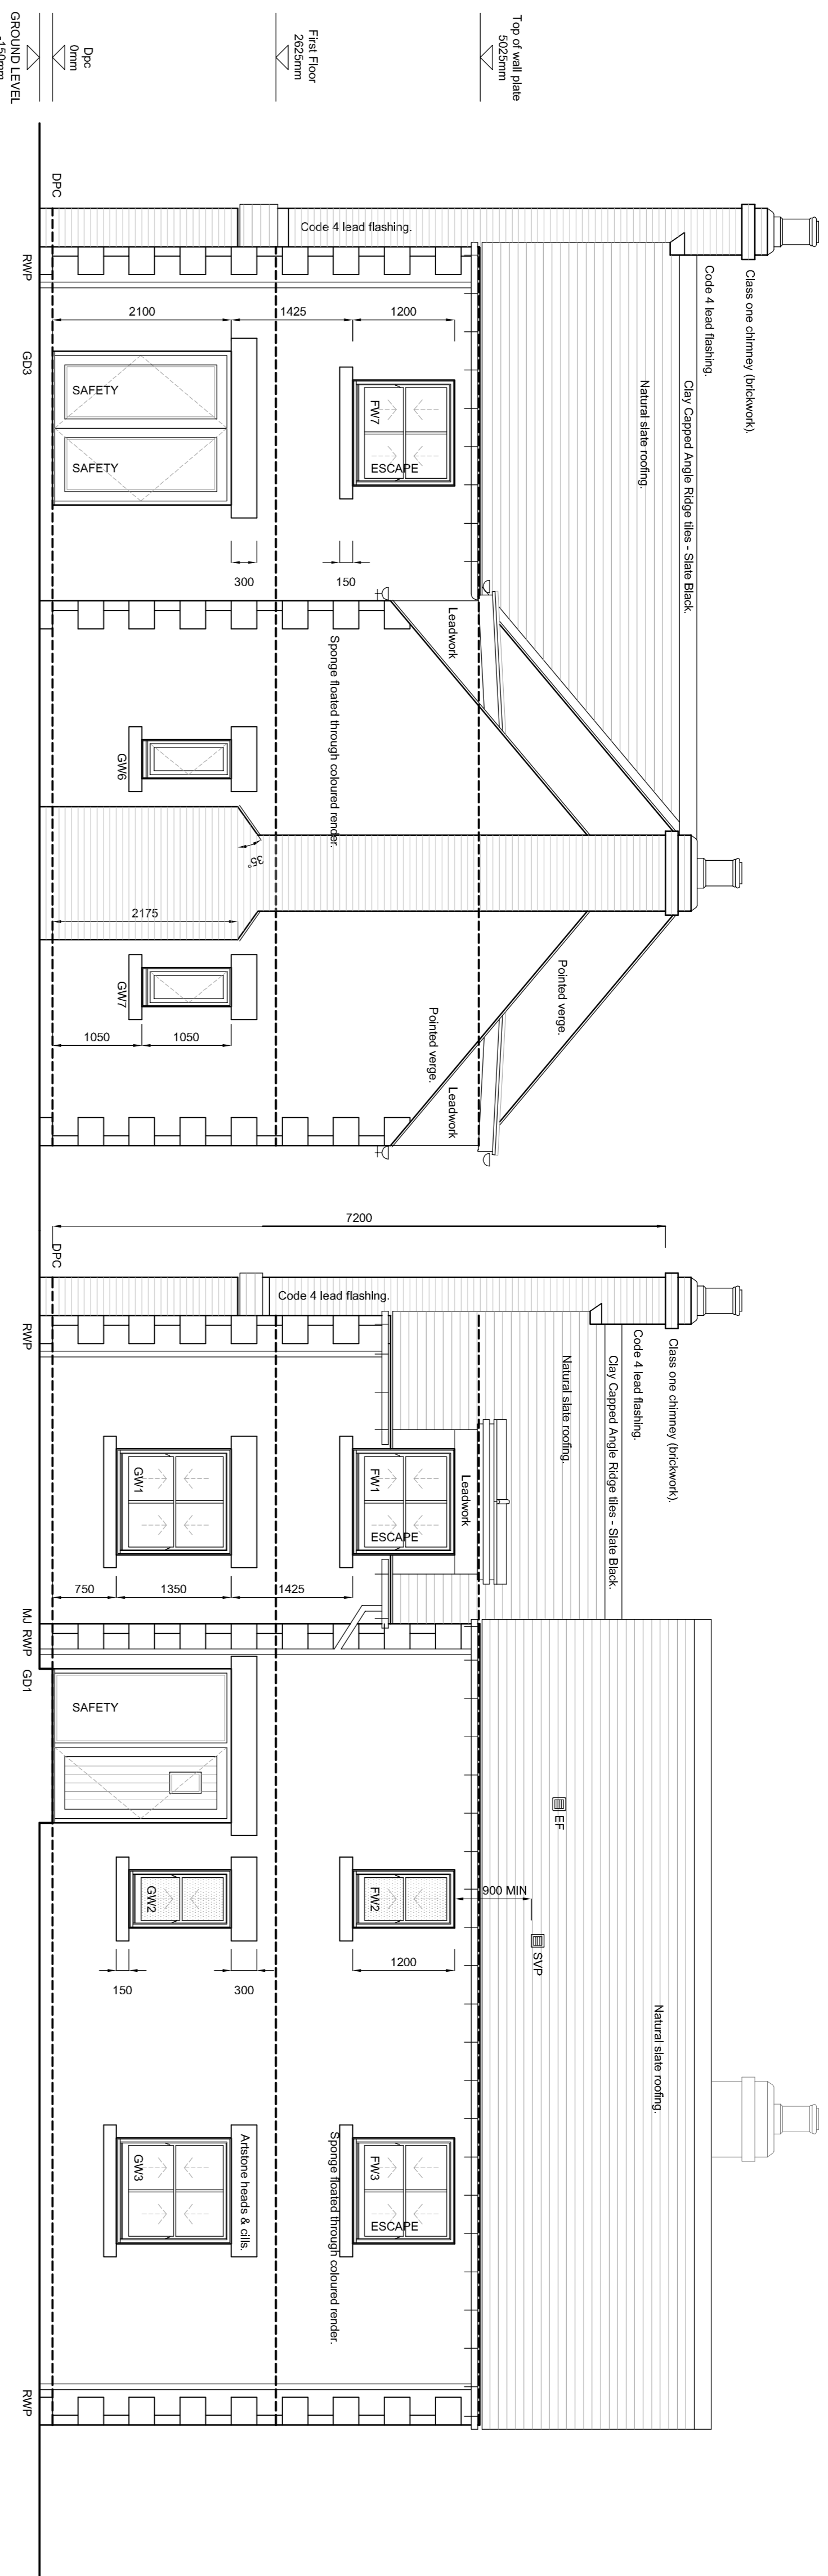 Top of wall plate
5025mm
First Floor
2625mm
Dpc
0mm
GROUND LEVEL
-150mm
Class one chimney (brickwork).
Code 4 lead flashing.
Clay Capped Angle Ridge tiles - Slate Black.
Natural slate roofing.
Code 4 lead flashing.
DPC
RWP
2100
1425
1200
GD3
SAFETY
SAFETY
FW7
ESCAPE
300
150
Leadwork
Sponge floated through coloured render.
GW6
35°
2175
GW7
1050
1050
Pointed verge.
Pointed verge.
Leadwork
7200
DPC
Code 4 lead flashing.
RWP
Class one chimney (brickwork).
Code 4 lead flashing.
Clay Capped Angle Ridge tiles - Slate Black.
Natural slate roofing.
Leadwork
FW1
ESCAPE
GW1
750
1350
1425
MJ
RWP
GD1
SAFETY
EF
SVP
900 MIN
FW2
GW2
1200
150
300
Natural slate roofing.
Artstone heads & cills.
Sponge floated through coloured render.
FW3
ESCAPE
GW3
RWP